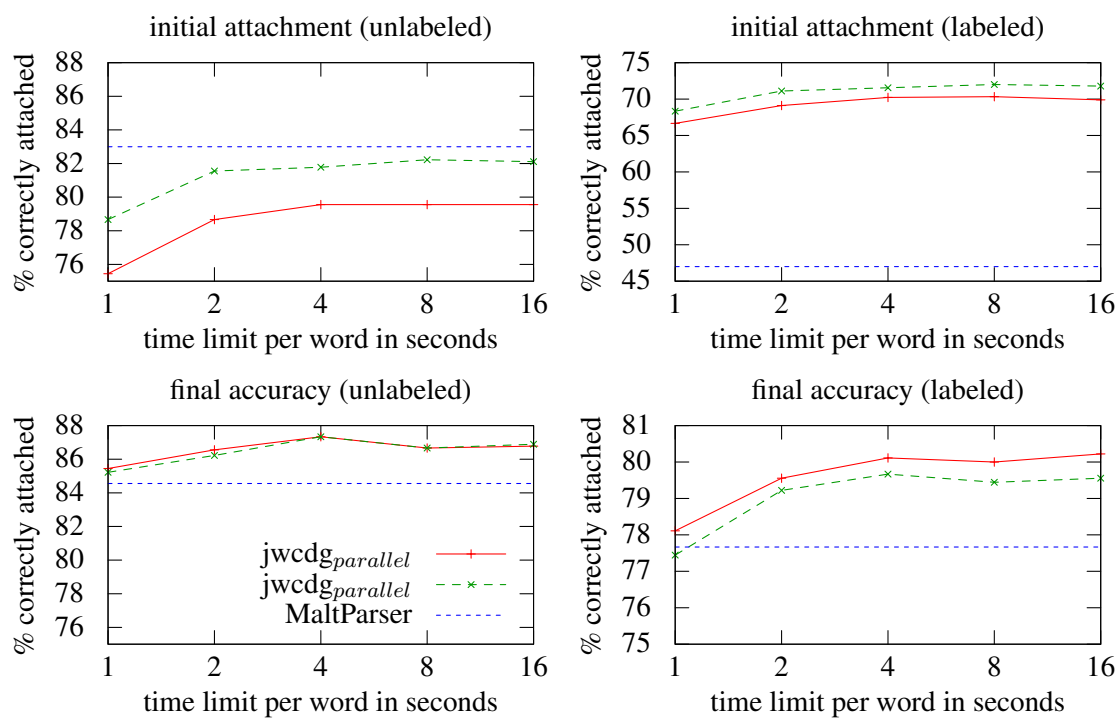 initial attachment (unlabeled)
% correctly attached
88
86
84
82
80
78
76
1 2 4 8 16
time limit per word in seconds
initial attachment (labeled)
% correctly attached
75
70
65
60
55
50
45
1 2 4 8 16
time limit per word in seconds
final accuracy (unlabeled)
% correctly attached
88
86
84
82
80
78
76
jwcdgparallel
jwcdgparallel
MaltParser
1 2 4 8 16
time limit per word in seconds
final accuracy (labeled)
% correctly attached
81
80
79
78
77
76
75
1 2 4 8 16
time limit per word in seconds